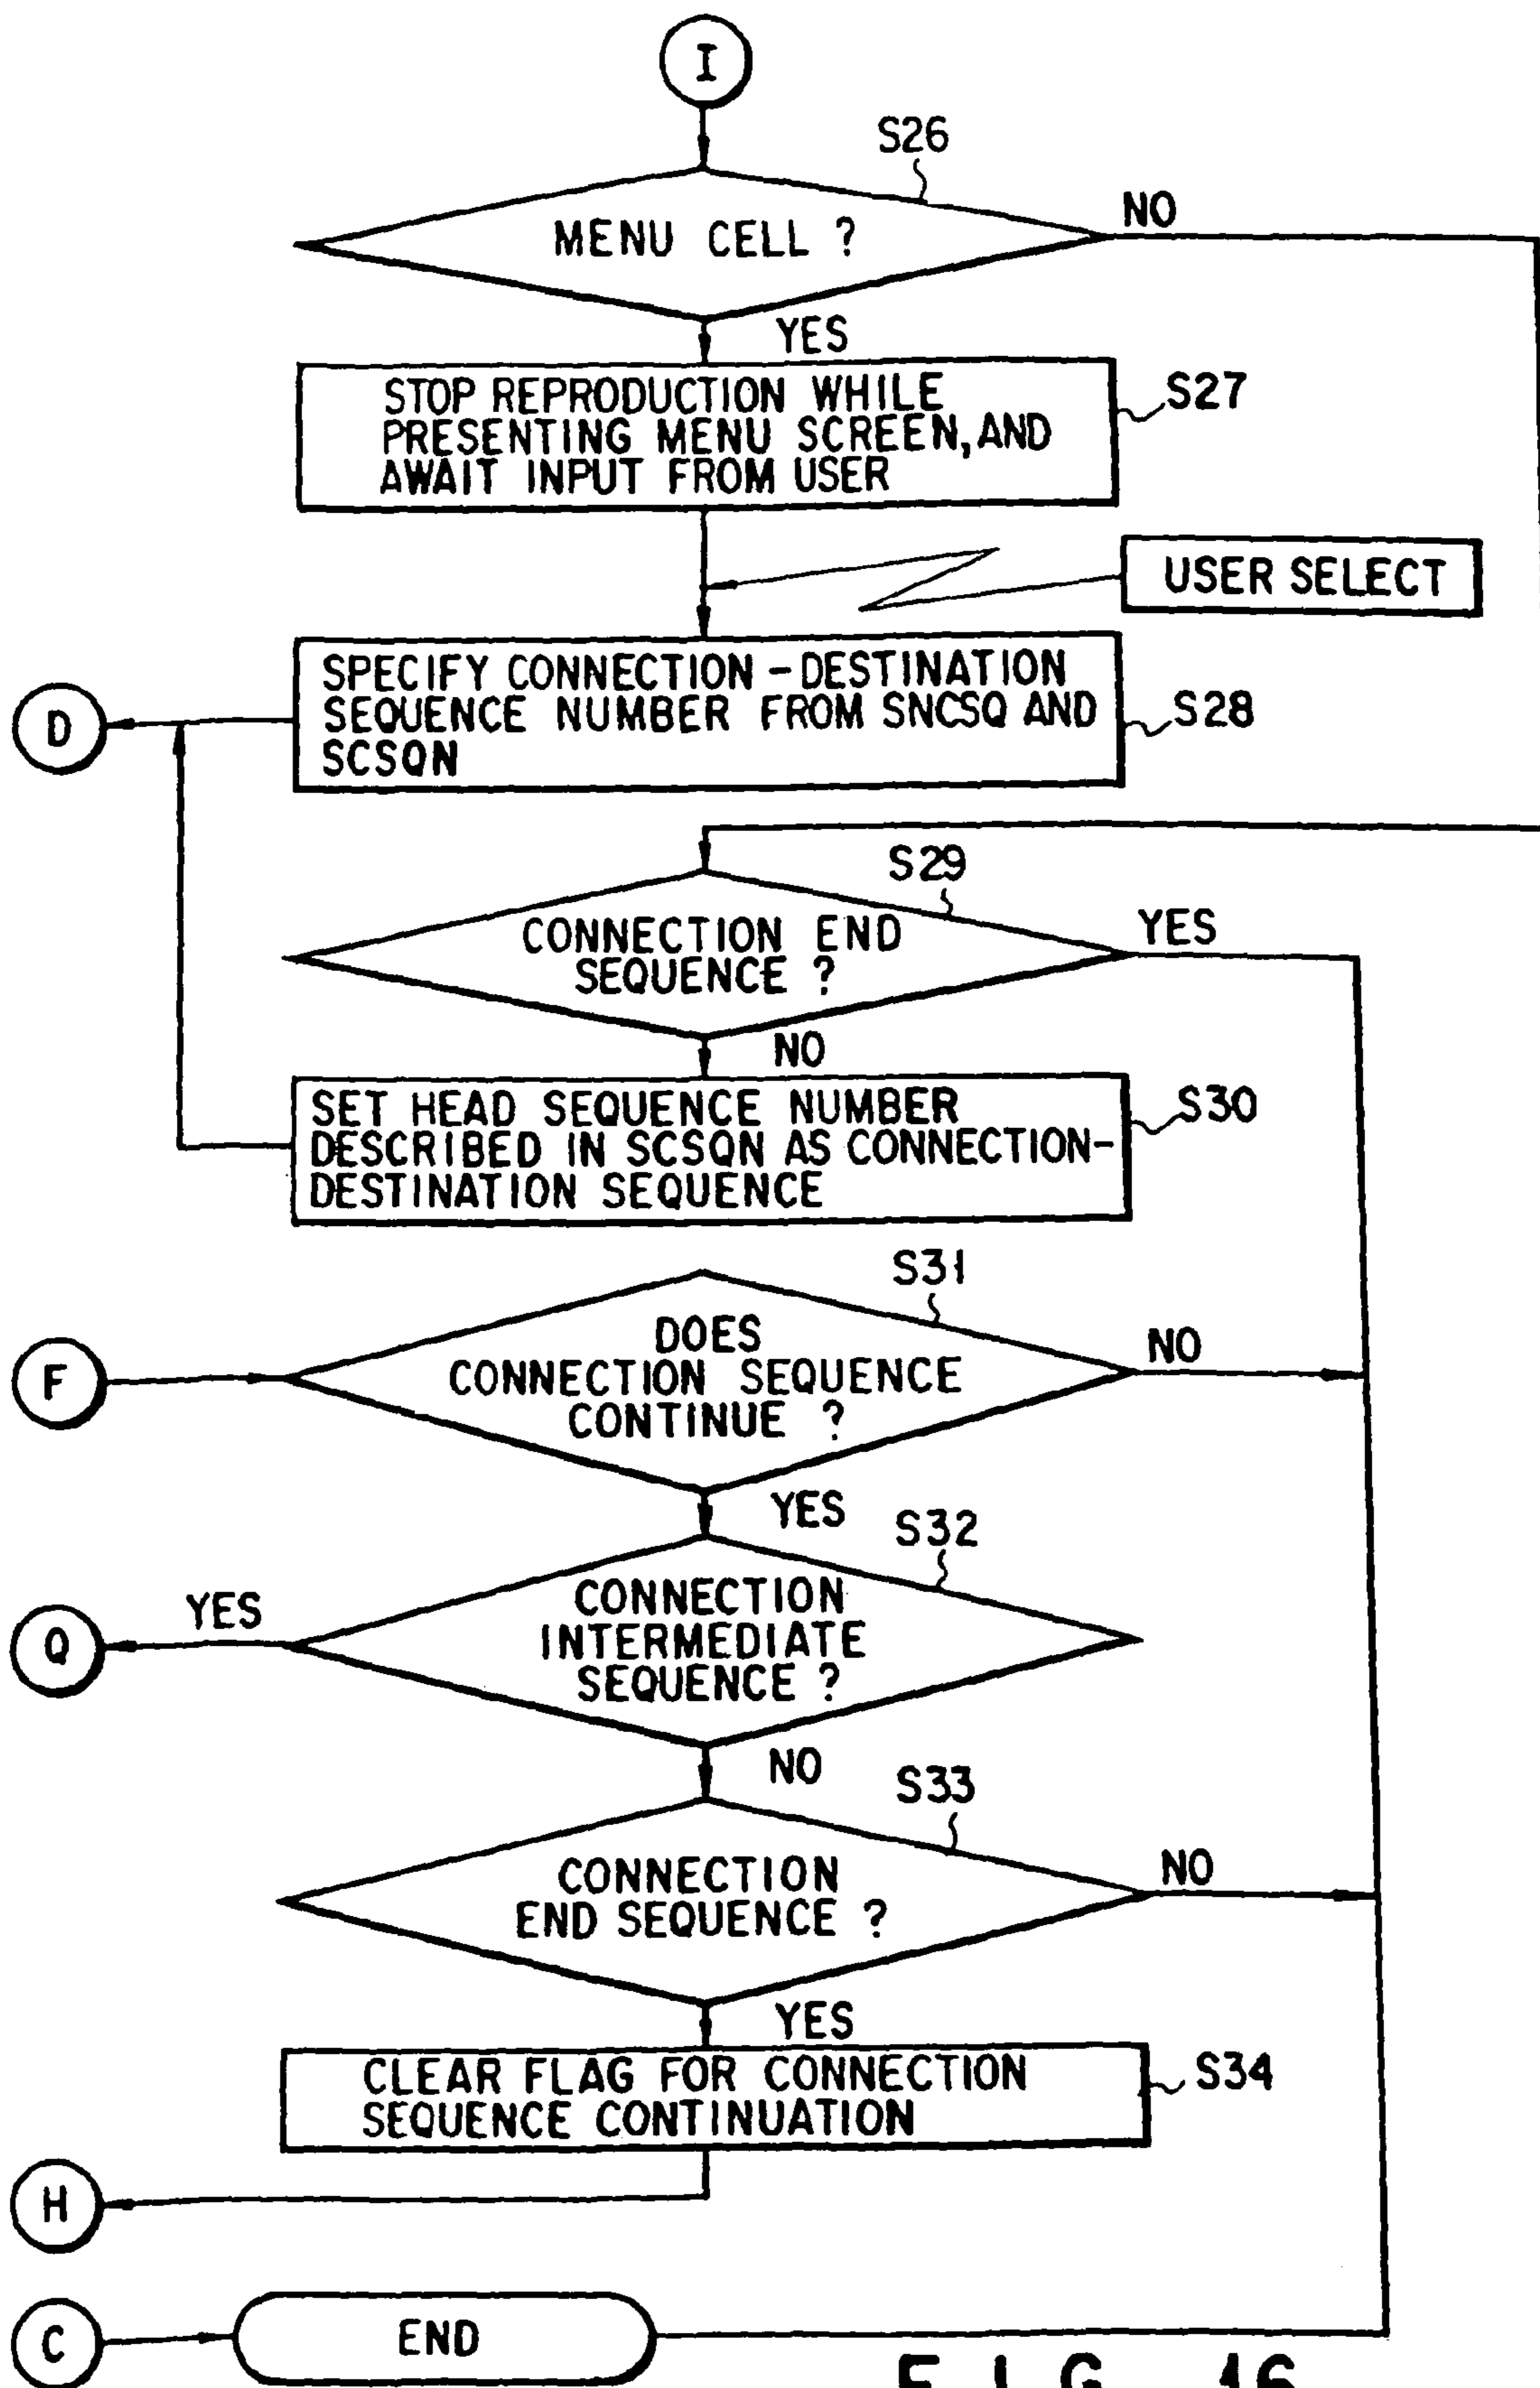 I
S26
MENU CELL ?
NO
YES
STOP REPRODUCTION WHILE
PRESENTING MENU SCREEN, AND
AWAIT INPUT FROM USER
S27
USER SELECT
SPECIFY CONNECTION-DESTINATION
SEQUENCE NUMBER FROM SNCSQ AND
SCSQN
S28
D
S29
CONNECTION END
SEQUENCE ?
YES
NO
SET HEAD SEQUENCE NUMBER
DESCRIBED IN SCSQN AS CONNECTION-
DESTINATION SEQUENCE
S30
S31
F
DOES
CONNECTION SEQUENCE
CONTINUE ?
NO
YES
S32
Q
YES
CONNECTION
INTERMEDIATE
SEQUENCE ?
NO
S33
CONNECTION
END SEQUENCE ?
NO
YES
CLEAR FLAG FOR CONNECTION
SEQUENCE CONTINUATION
S34
H
C
END
FIG. 16